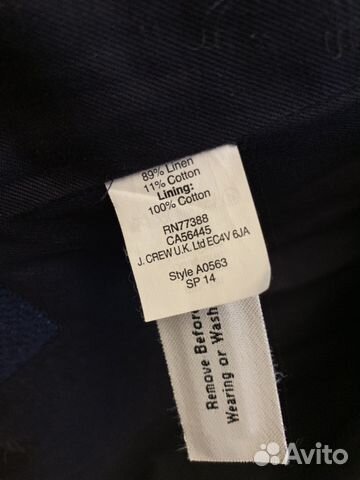 89% Linen
11% Cotton
Lining:
100% Cotton
RN77388
CA56445
J. CREW U.K. Ltd EC4V 6JA
Style A0563
SP 14
Remove Before
Wearing or Wash
Avito